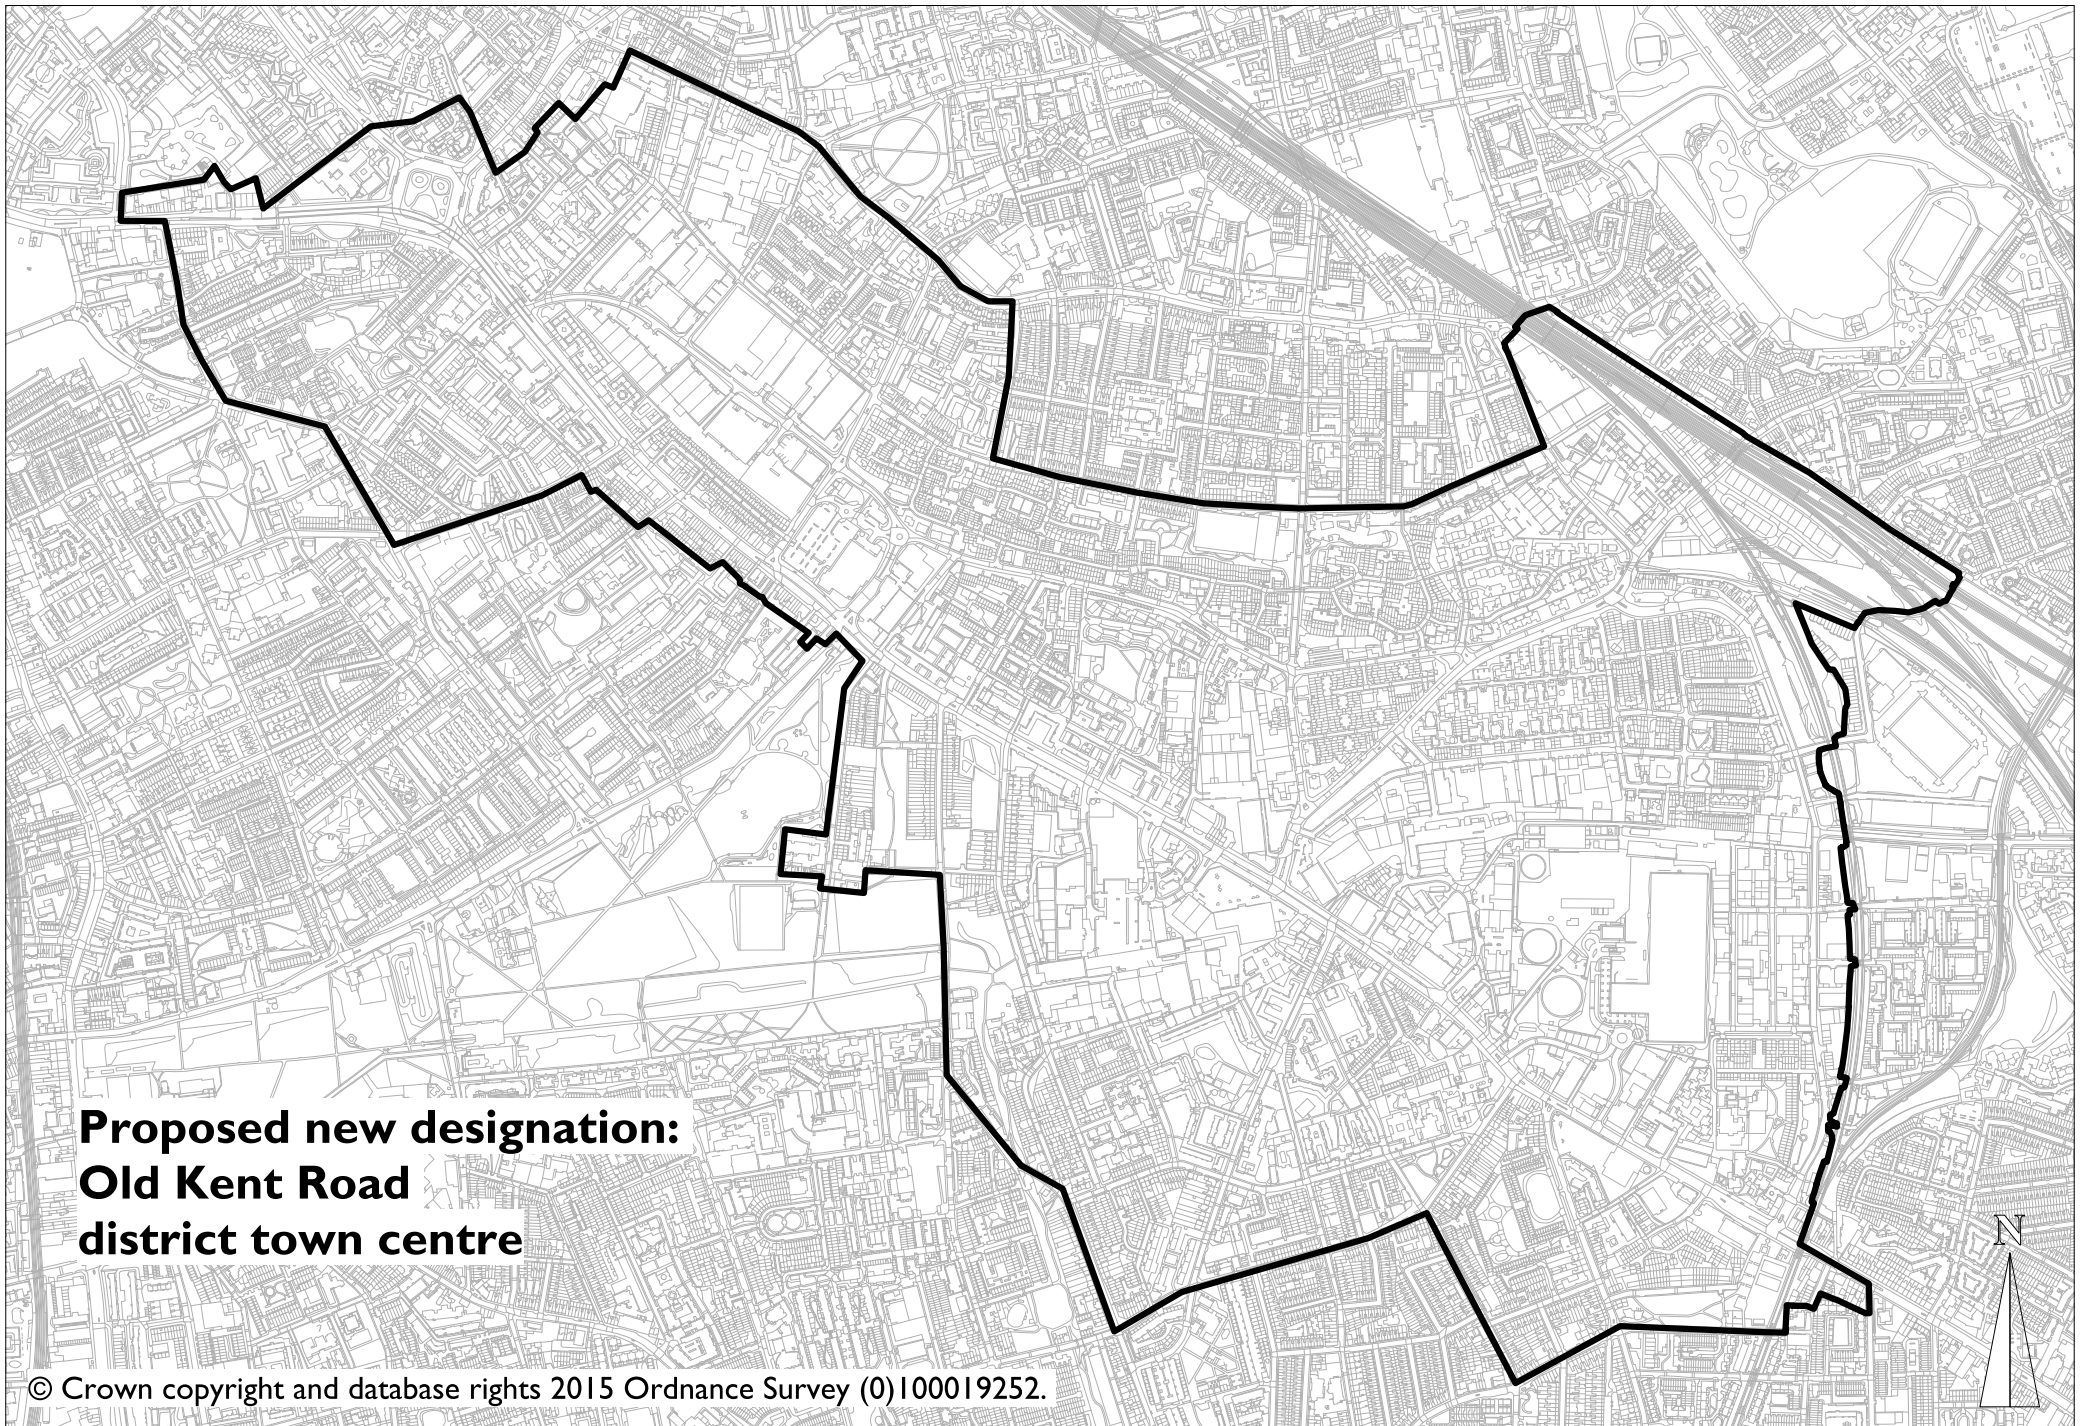 Proposed new designation:
Old Kent Road
district town centre
N
© Crown copyright and database rights 2015 Ordnance Survey (0)100019252.